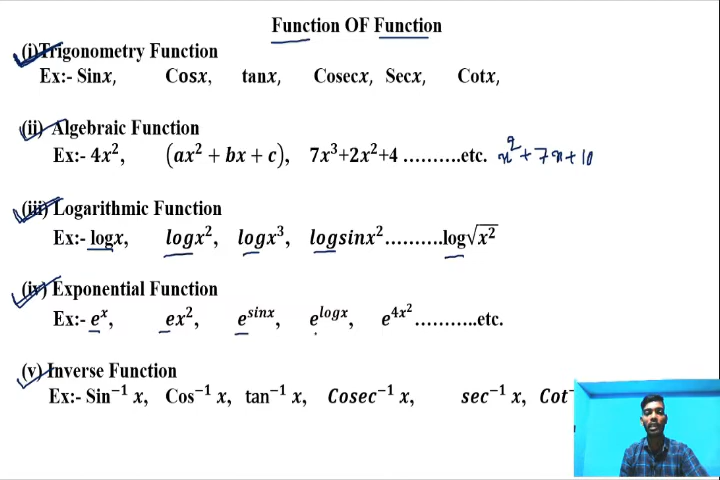 Function OF Function
(i)Trigonometry Function
Ex:- Sinx, Cosx, tanx, Cosecx, Secx, Cotx,
(ii) Algebraic Function
Ex:- 4x², (ax² + bx + c), 7x³+2x²+4 ..........etc. x²+7x+10
(iii) Logarithmic Function
Ex:- logx, logx², logx³, logsinx²..........log√x²
(iv) Exponential Function
Ex:- eˣ, ex², e^sinx, e^logx, e^4x²...........etc.
(v) Inverse Function
Ex:- Sin⁻¹ x, Cos⁻¹ x, tan⁻¹ x, Cosec⁻¹ x, sec⁻¹ x, Cot⁻